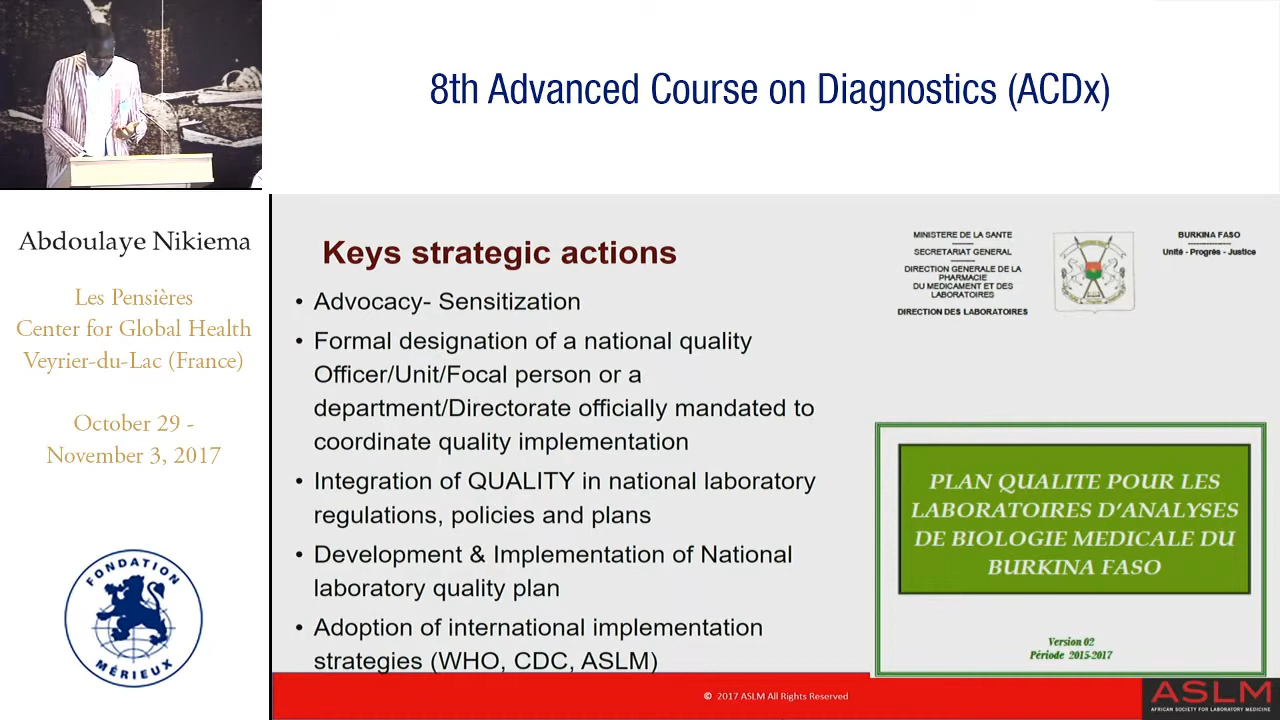 8th Advanced Course on Diagnostics (ACDx)
Abdoulaye Nikiema
Les Pensières
Center for Global Health
Veyrier-du-Lac (France)
October 29 -
November 3, 2017
FONDATION
MÉRIEUX
Keys strategic actions
• Advocacy- Sensitization
• Formal designation of a national quality
Officer/Unit/Focal person or a
department/Directorate officially mandated to
coordinate quality implementation
• Integration of QUALITY in national laboratory
regulations, policies and plans
• Development & Implementation of National
laboratory quality plan
• Adoption of international implementation
strategies (WHO, CDC, ASLM)
MINISTERE DE LA SANTE
SECRETARIAT GENERAL
DIRECTION GENERALE DE LA
PHARMACIE
DU MEDICAMENT ET DES
LABORATOIRES
DIRECTION DES LABORATOIRES
BURKINA FASO
Unité - Progrés - Justice
PLAN QUALITE POUR LES
LABORATOIRES D'ANALYSES
DE BIOLOGIE MEDICALE DU
BURKINA FASO
Version 02
Période 2015-2017
© 2017 ASLM All Rights Reserved
ASLM
AFRICAN SOCIETY FOR LABORATORY MEDICINE